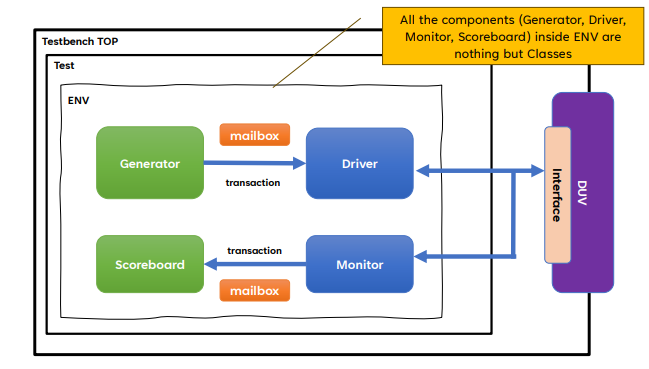 All the components (Generator, Driver,
Monitor, Scoreboard) inside ENV are
nothing but Classes
Testbench TOP
Test
ENV
mailbox
Generator
Driver
transaction
Interface
DUV
transaction
Scoreboard
Monitor
mailbox